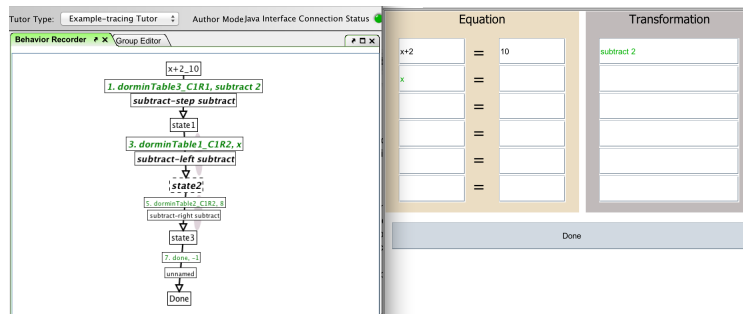 Tutor Type: Example-tracing Tutor Author Mode Java Interface Connection Status
Behavior Recorder Group Editor
x+2_10
1. dorminTable3_C1R1, subtract 2
subtract-step subtract
state1
3. dorminTable1_C1R2, x
subtract-left subtract
state2
5. dorminTable2_C1R2, 8
subtract-right subtract
state3
7. done, -1
unnamed
Done
Equation Transformation
x+2 = 10 subtract 2
x =
=
=
=
=
Done